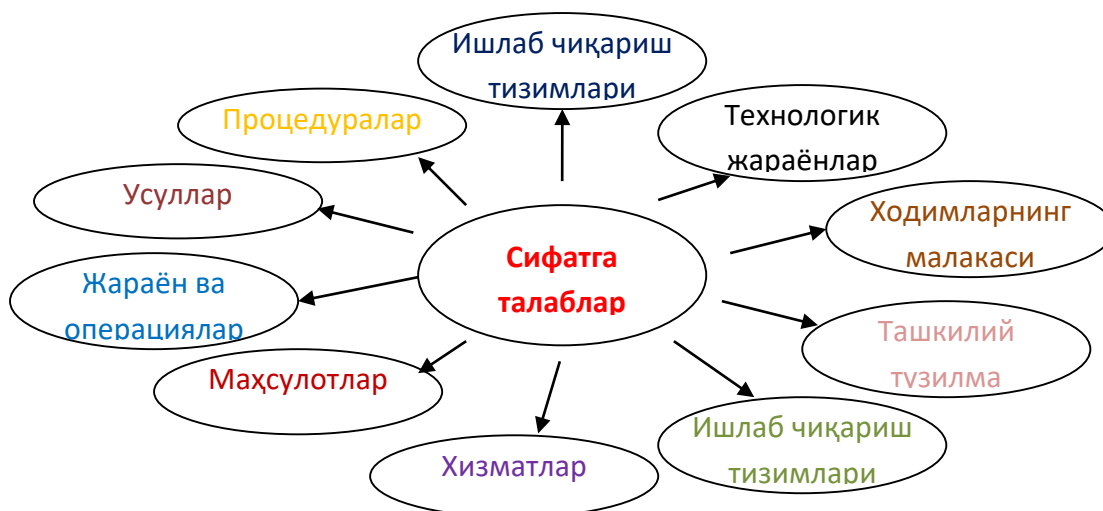 Ишлаб чиқариш
тизимлари
Процедуралар
Технологик
жараёнлар
Усуллар
Ходимларнинг
малакаси
Сифатга
талаблар
Жараён ва
операциялар
Ташкилий
тузилма
Маҳсулотлар
Ишлаб чиқариш
тизимлари
Хизматлар